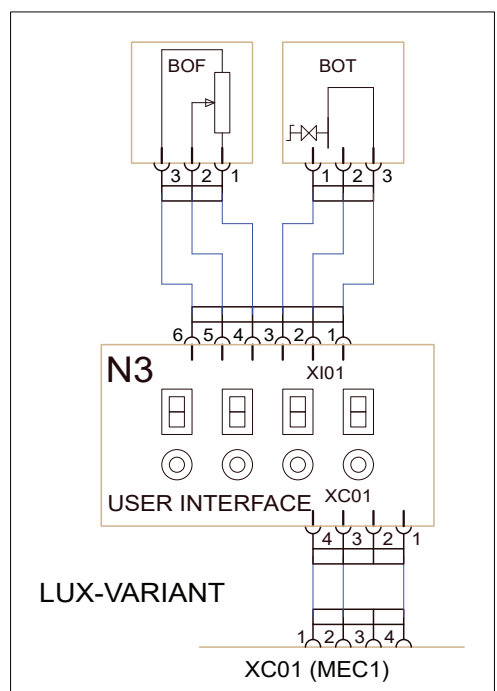 BOF BOT
3 2 1 1 2 3
6 5 4 3 2 1
N3 XI01
USER INTERFACE XC01
4 3 2 1
LUX-VARIANT
1 2 3 4
XC01 (MEC1)